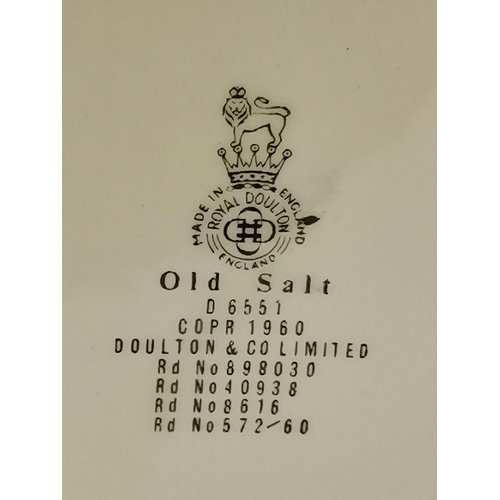 MADE IN ENGLAND
ROYAL DOULTON
ENGLAND
Old Salt
D 6551
COPR 1960
DOULTON & CO LIMITED
Rd No 898030
Rd No 40938
Rd No 8616
Rd No 572/60